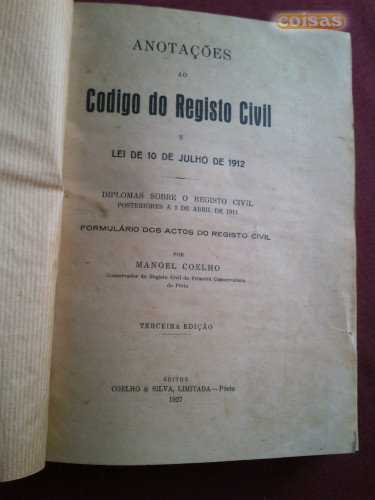 coisas
ANOTAÇÕES
AO
Codigo do Registo Civil
E
LEI DE 10 DE JULHO DE 1912
DIPLOMAS SOBRE O REGISTO CIVIL
POSTERIORES A 1 DE ABRIL DE 1911
FORMULÁRIO DOS ACTOS DO REGISTO CIVIL
POR
MANOEL COELHO
Conservador do Registo Civil da Primeira Conservatoria
do Pôrto
TERCEIRA EDIÇÃO
EDITOR
COELHO & SILVA, LIMITADA—Pôrto
1927